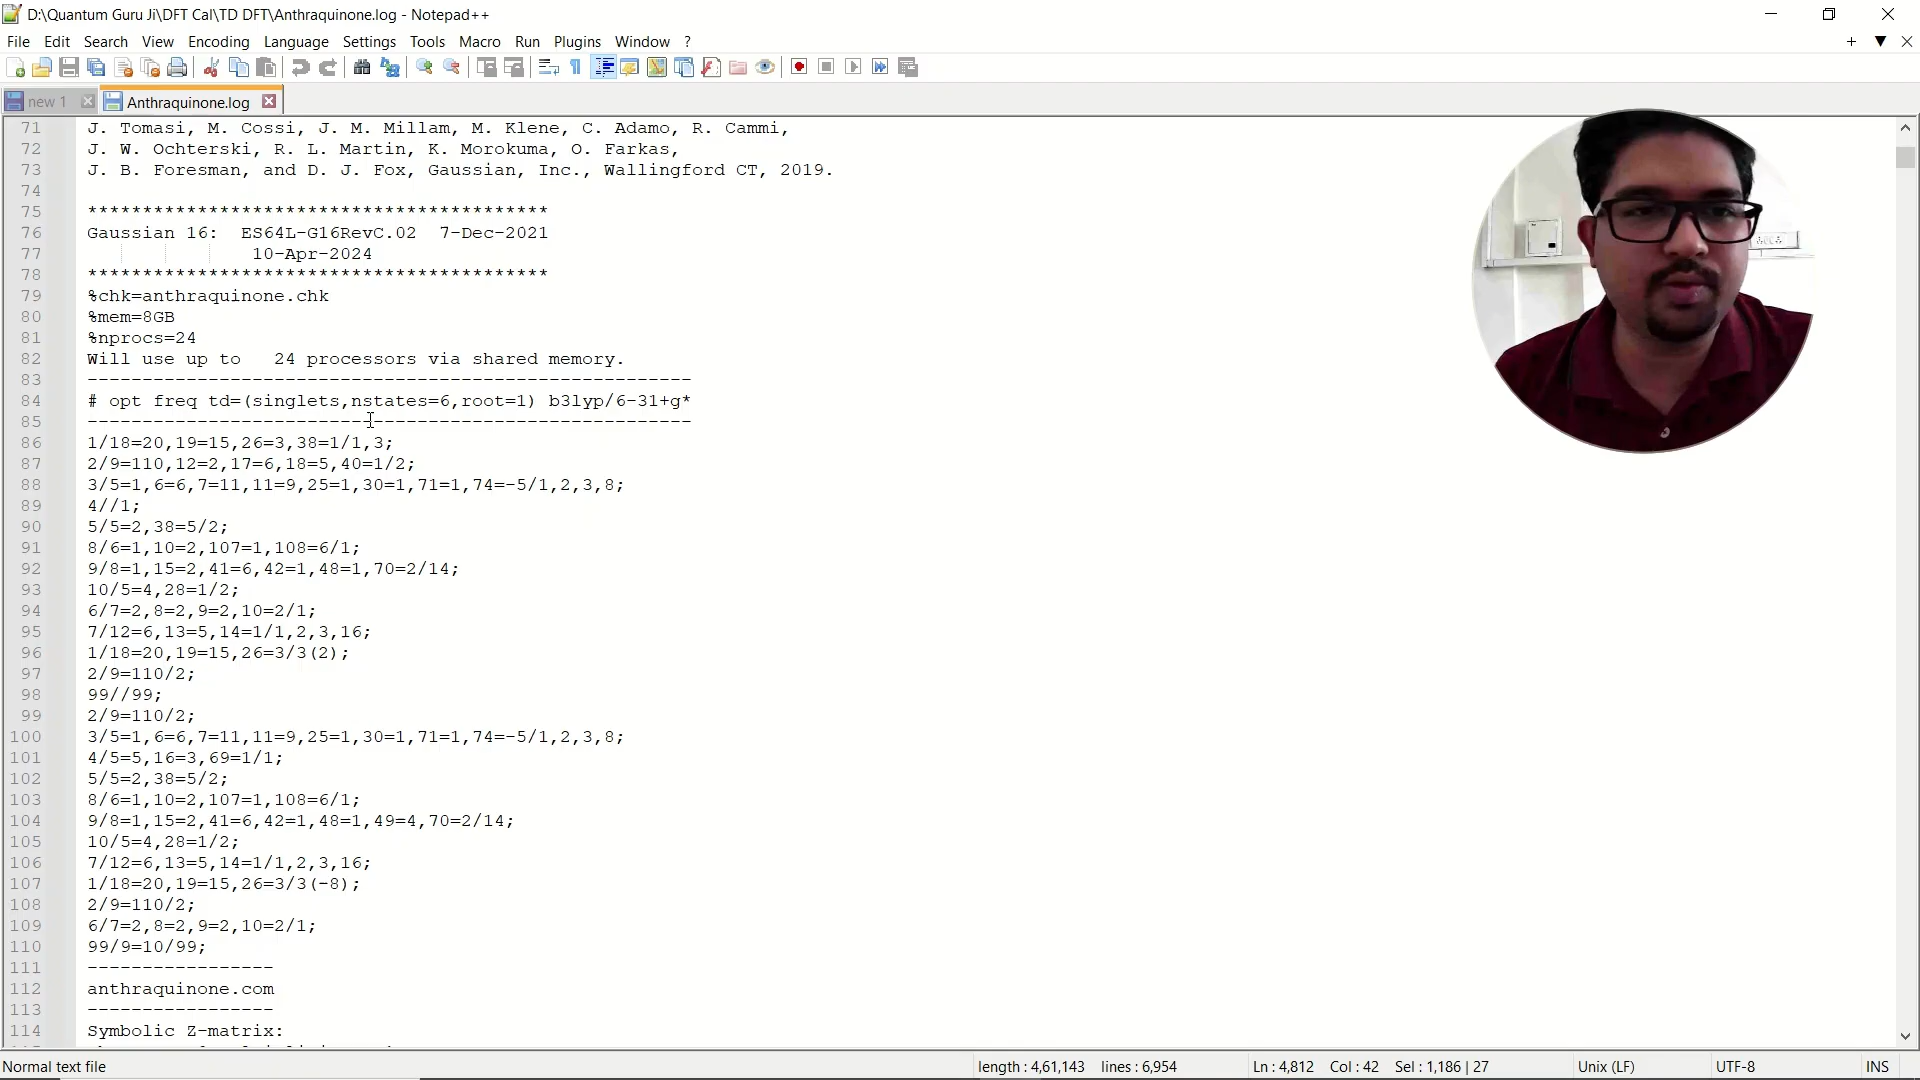 D:\Quantum Guru Ji\DFT Cal\TD DFT\Anthraquinone.log - Notepad++
File Edit Search View Encoding Language Settings Tools Macro Run Plugins Window ?
new 1 Anthraquinone.log
71 J. Tomasi, M. Cossi, J. M. Millam, M. Klene, C. Adamo, R. Cammi,
72 J. W. Ochterski, R. L. Martin, K. Morokuma, O. Farkas,
73 J. B. Foresman, and D. J. Fox, Gaussian, Inc., Wallingford CT, 2019.
74
75 ******************************************
76 Gaussian 16:  ES64L-G16RevC.02  7-Dec-2021
77                10-Apr-2024
78 ******************************************
79 %chk=anthraquinone.chk
80 %mem=8GB
81 %nprocs=24
82 Will use up to   24 processors via shared memory.
83 -------------------------------------------------------
84 # opt freq td=(singlets,nstates=6,root=1) b3lyp/6-31+g*
85 -------------------------------------------------------
86 1/18=20,19=15,26=3,38=1/1,3;
87 2/9=110,12=2,17=6,18=5,40=1/2;
88 3/5=1,6=6,7=11,11=9,25=1,30=1,71=1,74=-5/1,2,3,8;
89 4//1;
90 5/5=2,38=5/2;
91 8/6=1,10=2,107=1,108=6/1;
92 9/8=1,15=2,41=6,42=1,48=1,70=2/14;
93 10/5=4,28=1/2;
94 6/7=2,8=2,9=2,10=2/1;
95 7/12=6,13=5,14=1/1,2,3,16;
96 1/18=20,19=15,26=3/3(2);
97 2/9=110/2;
98 99//99;
99 2/9=110/2;
100 3/5=1,6=6,7=11,11=9,25=1,30=1,71=1,74=-5/1,2,3,8;
101 4/5=5,16=3,69=1/1;
102 5/5=2,38=5/2;
103 8/6=1,10=2,107=1,108=6/1;
104 9/8=1,15=2,41=6,42=1,48=1,49=4,70=2/14;
105 10/5=4,28=1/2;
106 7/12=6,13=5,14=1/1,2,3,16;
107 1/18=20,19=15,26=3/3(-8);
108 2/9=110/2;
109 6/7=2,8=2,9=2,10=2/1;
110 99/9=10/99;
111 -----------------
112 anthraquinone.com
113 -----------------
114 Symbolic Z-matrix:
Normal text file length : 4,61,143 lines : 6,954 Ln : 4,812 Col : 42 Sel : 1,186 | 27 Unix (LF) UTF-8 INS